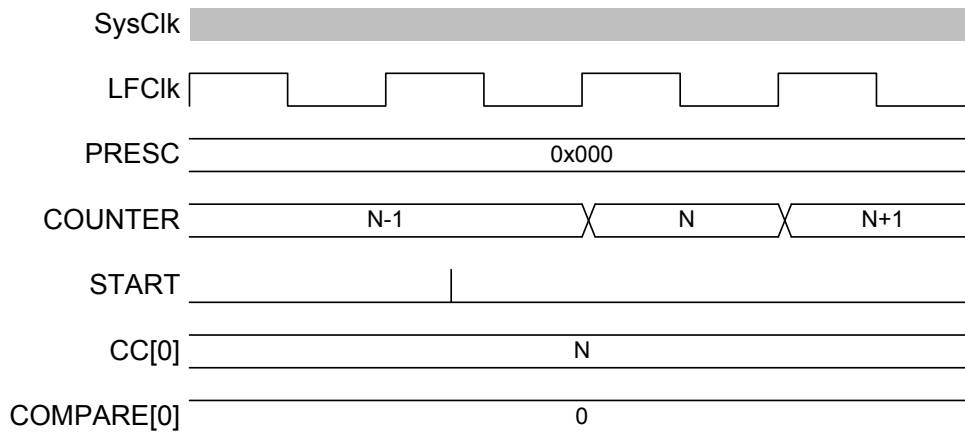 SysClk
LFClk
PRESC 0x000
COUNTER N-1 N N+1
START
CC[0] N
COMPARE[0] 0